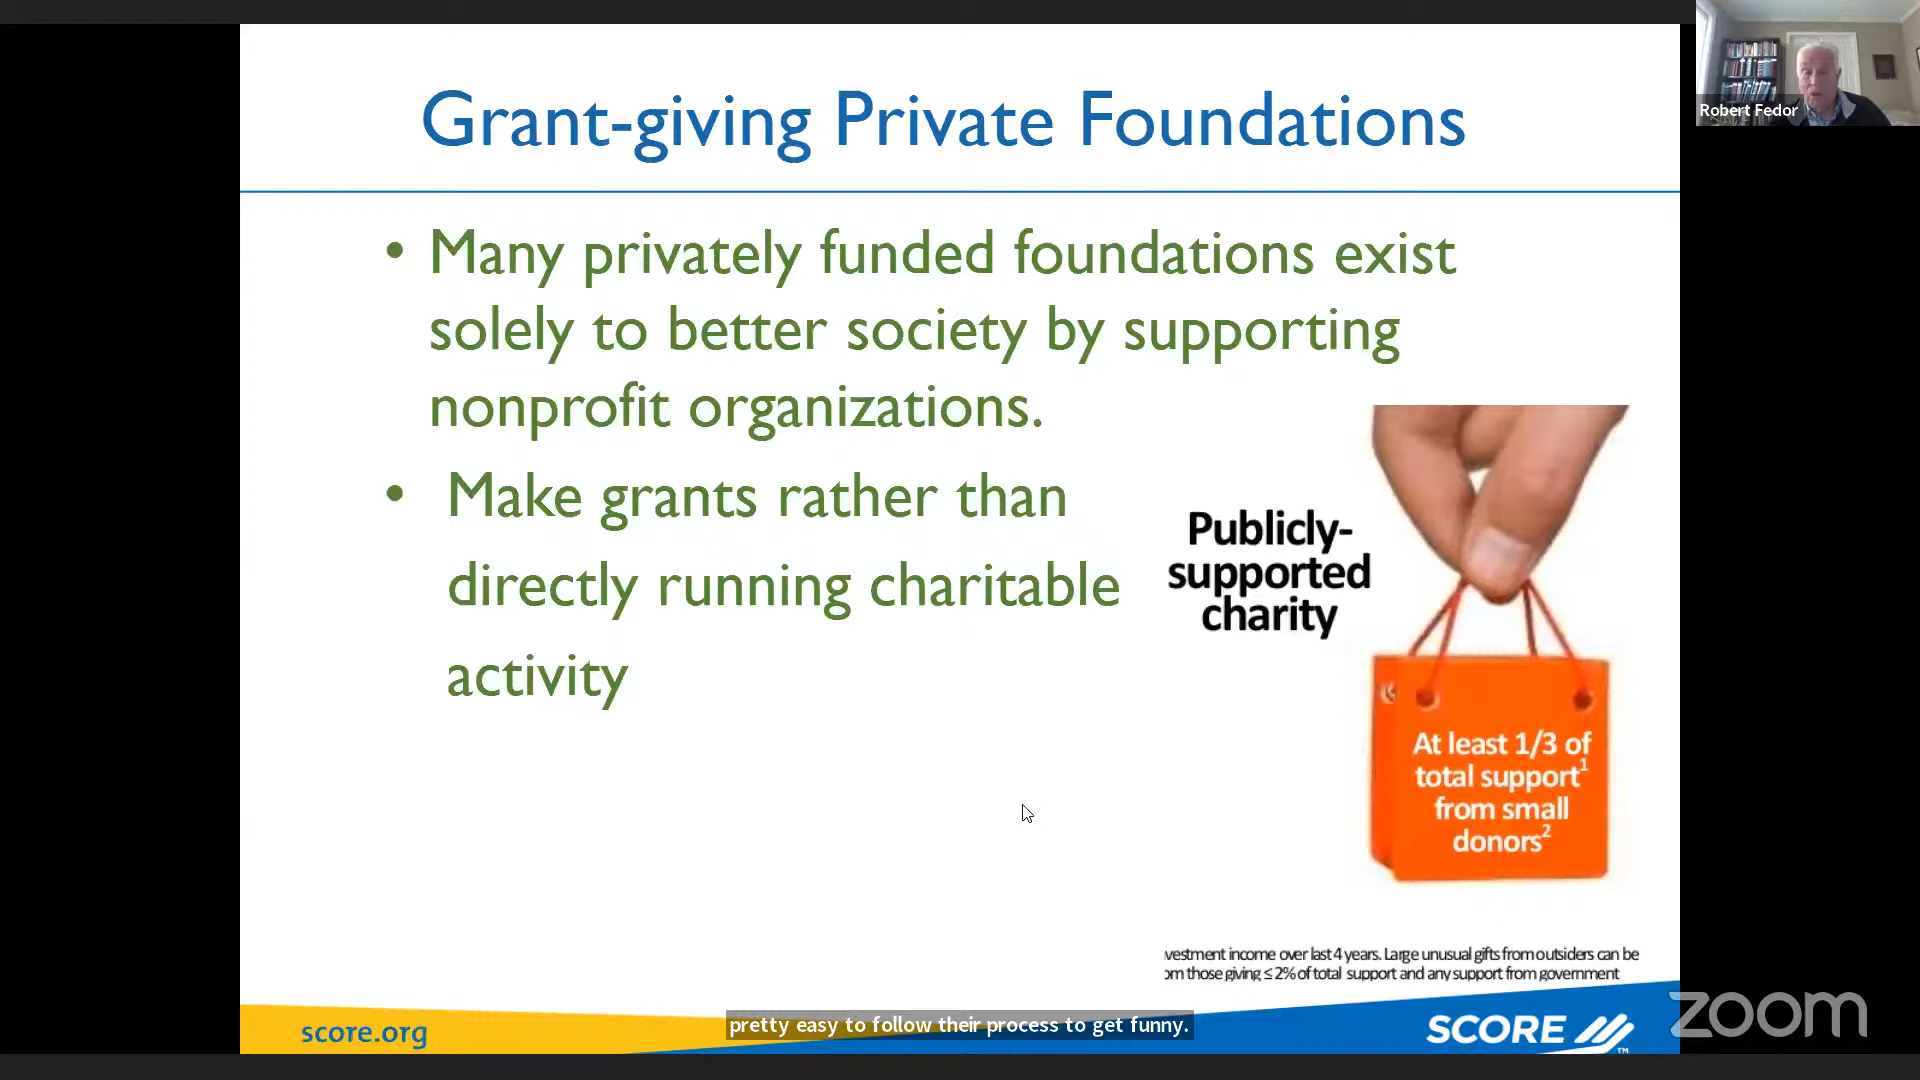 Grant-giving Private Foundations
Robert Fedor
• Many privately funded foundations exist
solely to better society by supporting
nonprofit organizations.
• Make grants rather than
directly running charitable
activity
Publicly-
supported
charity
At least 1/3 of
total support¹
from small
donors²
vestment income over last 4 years. Large unusual gifts from outsiders can be
om those giving ≤ 2% of total support and any support from government
score.org
pretty easy to follow their process to get funny.
SCORE
TM
zoom